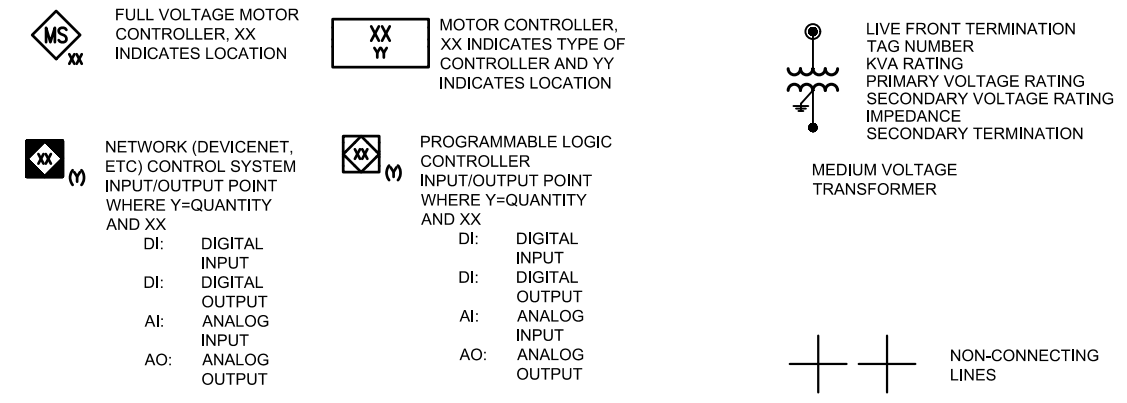 MS
XX
FULL VOLTAGE MOTOR
CONTROLLER, XX
INDICATES LOCATION
XX
YY
MOTOR CONTROLLER,
XX INDICATES TYPE OF
CONTROLLER AND YY
INDICATES LOCATION
LIVE FRONT TERMINATION
TAG NUMBER
KVA RATING
PRIMARY VOLTAGE RATING
SECONDARY VOLTAGE RATING
IMPEDANCE
SECONDARY TERMINATION
MEDIUM VOLTAGE
TRANSFORMER
XX
(Y)
NETWORK (DEVICENET,
ETC) CONTROL SYSTEM
INPUT/OUTPUT POINT
WHERE Y=QUANTITY
AND XX
DI: DIGITAL
INPUT
DI: DIGITAL
OUTPUT
AI: ANALOG
INPUT
AO: ANALOG
OUTPUT
XX
(Y)
PROGRAMMABLE LOGIC
CONTROLLER
INPUT/OUTPUT POINT
WHERE Y=QUANTITY
AND XX
DI: DIGITAL
INPUT
DI: DIGITAL
OUTPUT
AI: ANALOG
INPUT
AO: ANALOG
OUTPUT
NON-CONNECTING
LINES